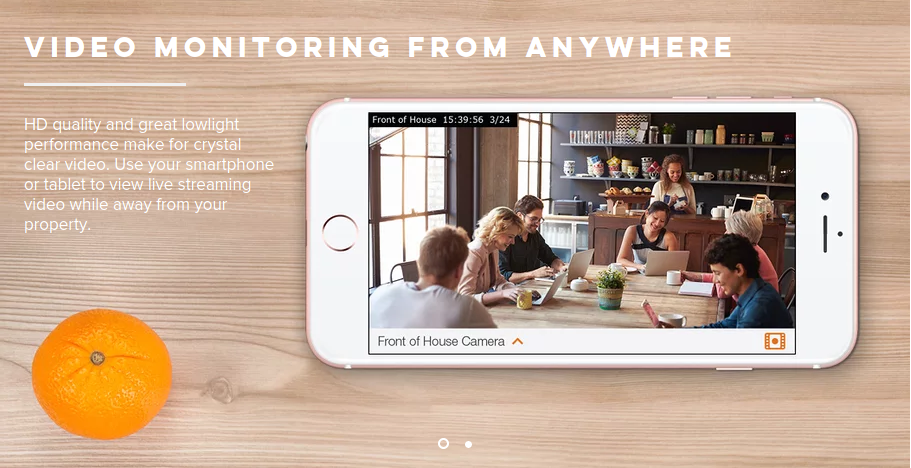 VIDEO MONITORING FROM ANYWHERE
HD quality and great lowlight
performance make for crystal
clear video. Use your smartphone
or tablet to view live streaming
video while away from your
property.
Front of House 15:39:56 3/24
Front of House Camera